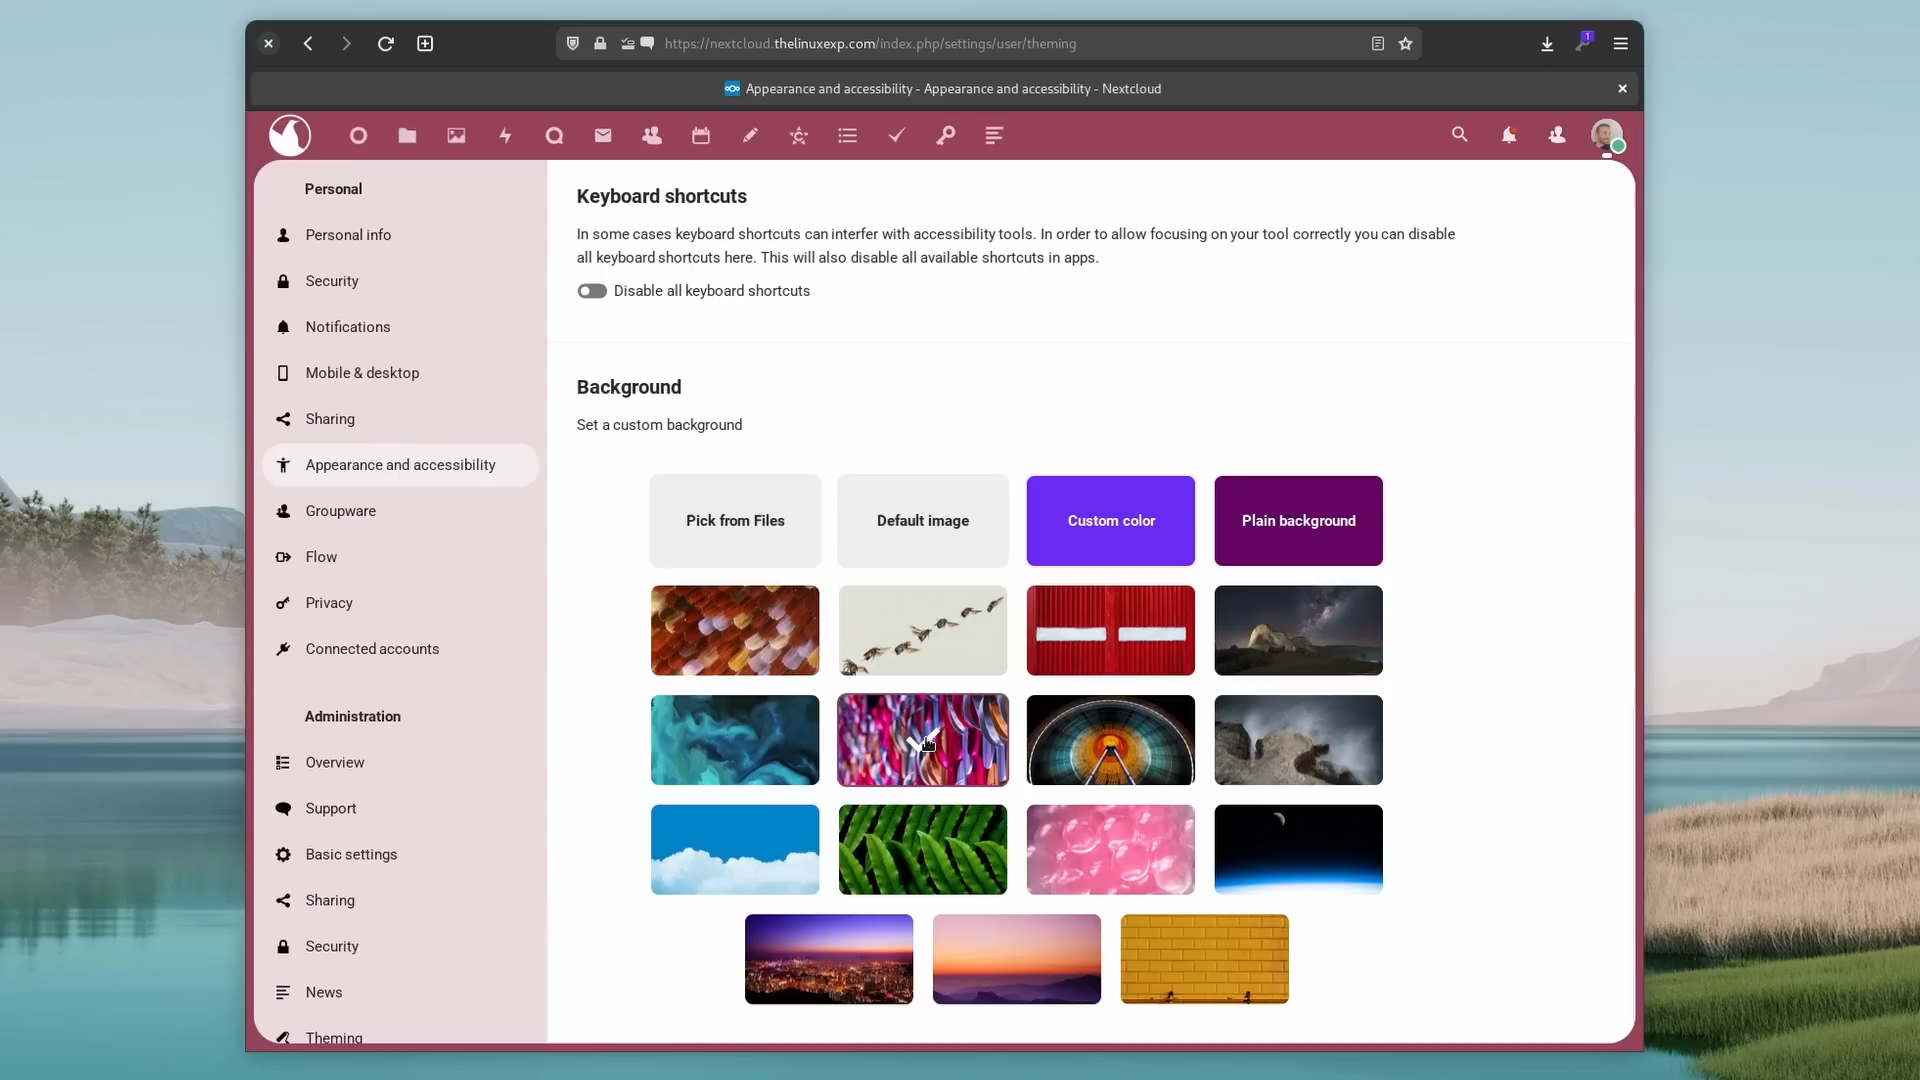 https://nextcloud.thelinuxexp.com/index.php/settings/user/theming
1
Appearance and accessibility - Appearance and accessibility - Nextcloud
Personal
Personal info
Security
Notifications
Mobile & desktop
Sharing
Appearance and accessibility
Groupware
Flow
Privacy
Connected accounts
Administration
Overview
Support
Basic settings
Sharing
Security
News
Theming
Keyboard shortcuts
In some cases keyboard shortcuts can interfer with accessibility tools. In order to allow focusing on your tool correctly you can disable
all keyboard shortcuts here. This will also disable all available shortcuts in apps.
Disable all keyboard shortcuts
Background
Set a custom background
Pick from Files
Default image
Custom color
Plain background